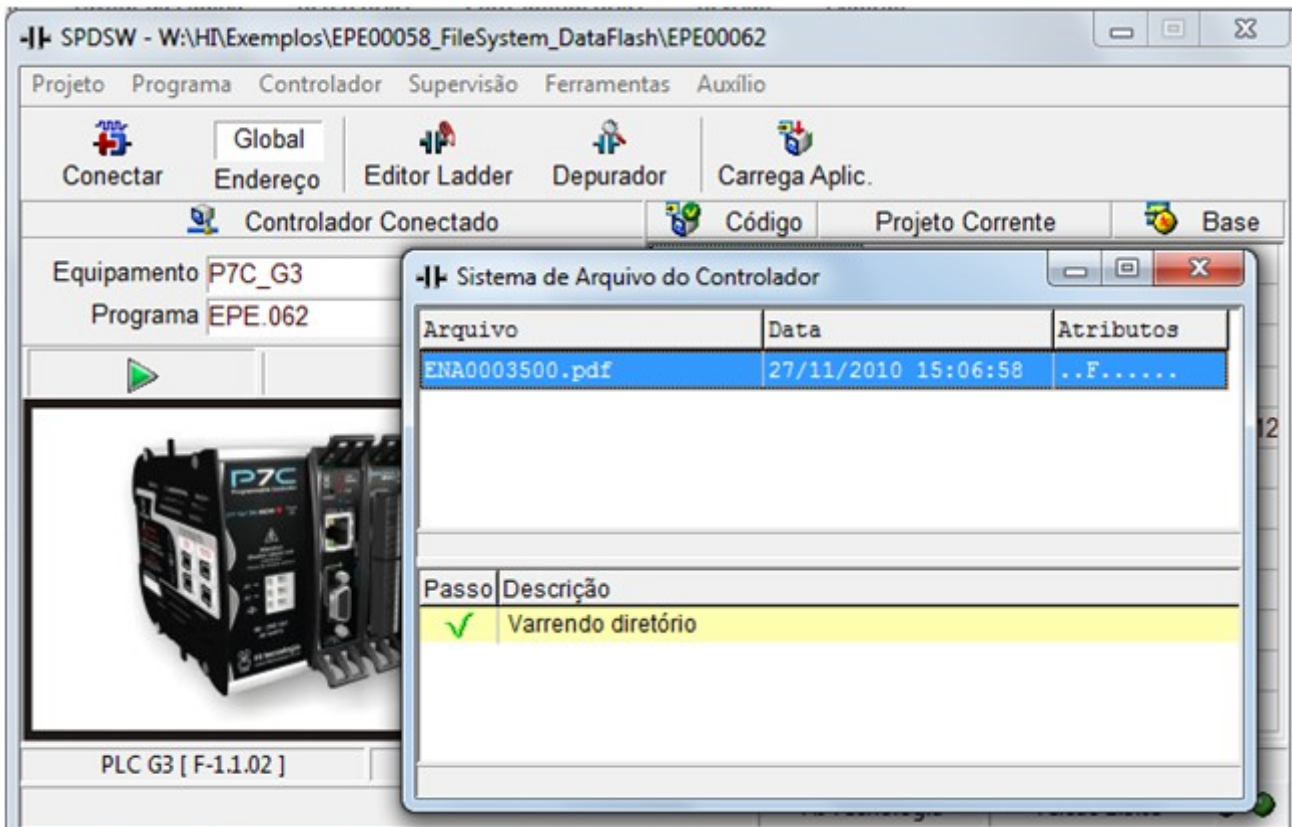 SPDSW - W:\HI\Exemplos\EPE00058_FileSystem_DataFlash\EPE00062
Projeto Programa Controlador Supervisão Ferramentas Auxílio
Global
Conectar Endereço Editor Ladder Depurador Carrega Aplic.
Controlador Conectado Código Projeto Corrente Base
Equipamento P7C_G3
Programa EPE.062
Sistema de Arquivo do Controlador
Arquivo Data Atributos
ENA0003500.pdf 27/11/2010 15:06:58 ..F......
12
P7C
Passo Descrição
Varrendo diretório
PLC G3 [ F-1.1.02 ]